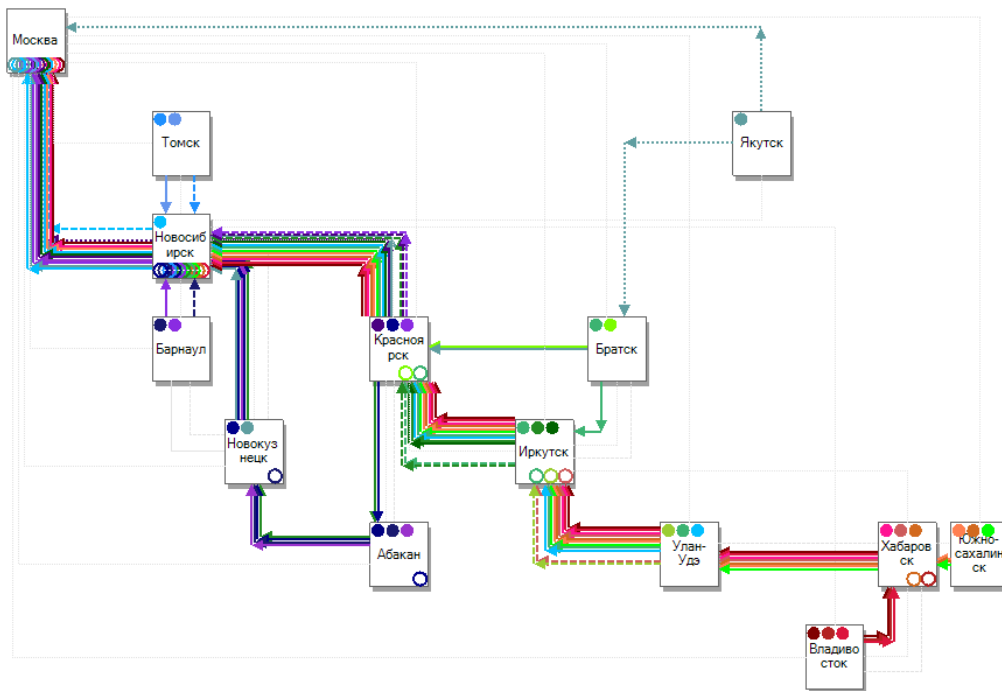 Москва
Томск
Якутск
Новосиб
ирск
Барнаул
Красноя
рск
Братск
Новокуз
нецк
Иркутск
Абакан
Улан-
Удэ
Хабаров
ск
Южно-
сахалин
ск
Владиво
сток